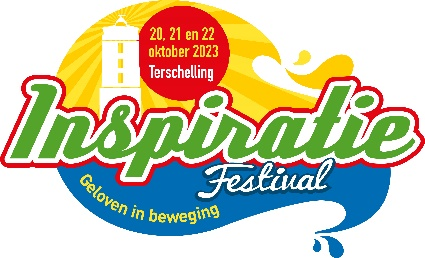 20, 21 en 22
oktober 2023
Terschelling
Inspiratie
Festival
Geloven in beweging